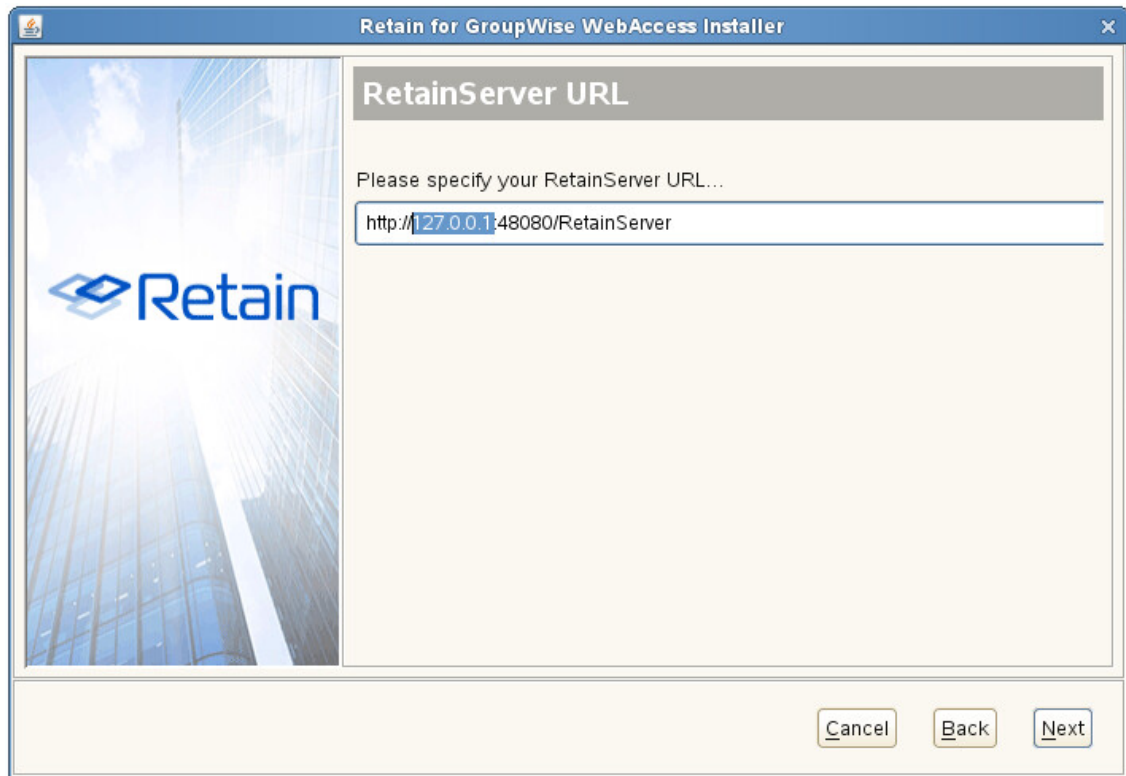 Retain for GroupWise WebAccess Installer
RetainServer URL
Please specify your RetainServer URL...
http://127.0.0.1:48080/RetainServer
Retain
Cancel Back Next